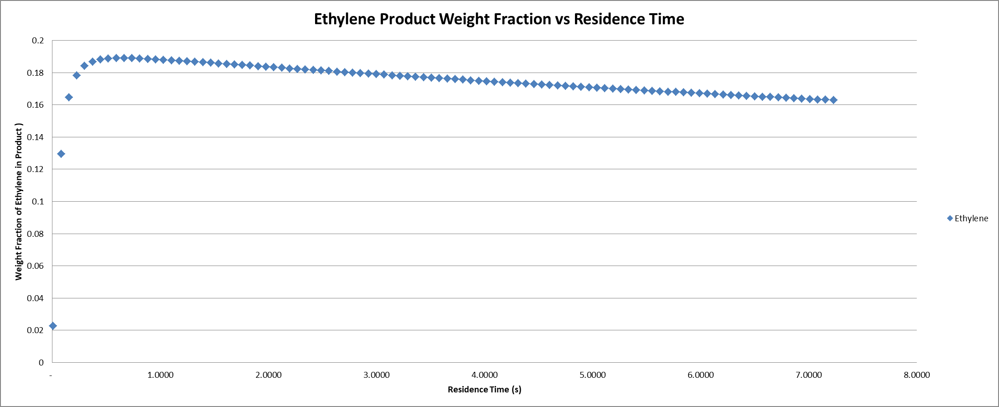 Ethylene Product Weight Fraction vs Residence Time
0.2
0.18
0.16
0.14
0.12
0.1
0.08
0.06
0.04
0.02
0
Weight Fraction of Ethylene in Product )
- 1.0000 2.0000 3.0000 4.0000 5.0000 6.0000 7.0000 8.0000
Residence Time (s)
Ethylene